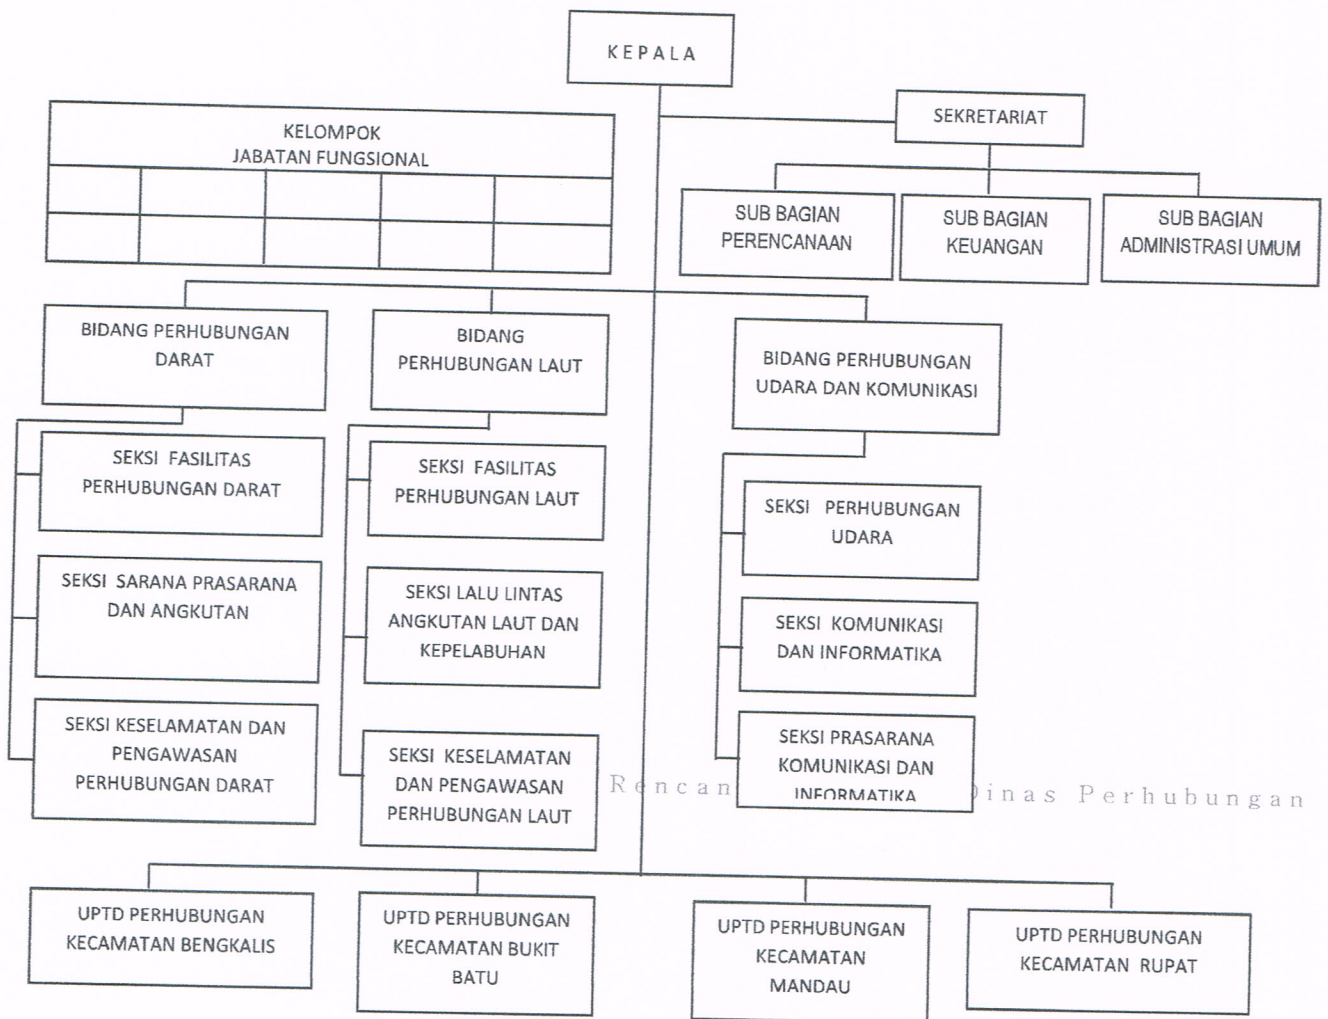 KEPALA
SEKRETARIAT
KELOMPOK
JABATAN FUNGSIONAL
SUB BAGIAN
PERENCANAAN
SUB BAGIAN
KEUANGAN
SUB BAGIAN
ADMINISTRASI UMUM
BIDANG PERHUBUNGAN
DARAT
BIDANG
PERHUBUNGAN LAUT
BIDANG PERHUBUNGAN
UDARA DAN KOMUNIKASI
SEKSI FASILITAS
PERHUBUNGAN DARAT
SEKSI SARANA PRASARANA
DAN ANGKUTAN
SEKSI KESELAMATAN DAN
PENGAWASAN
PERHUBUNGAN DARAT
SEKSI FASILITAS
PERHUBUNGAN LAUT
SEKSI LALU LINTAS
ANGKUTAN LAUT DAN
KEPELABUHAN
SEKSI KESELAMATAN
DAN PENGAWASAN
PERHUBUNGAN LAUT
SEKSI PERHUBUNGAN
UDARA
SEKSI KOMUNIKASI
DAN INFORMATIKA
SEKSI PRASARANA
KOMUNIKASI DAN
INFORMATIKA
Rencan Dinas Perhubungan
UPTD PERHUBUNGAN
KECAMATAN BENGKALIS
UPTD PERHUBUNGAN
KECAMATAN BUKIT
BATU
UPTD PERHUBUNGAN
KECAMATAN
MANDAU
UPTD PERHUBUNGAN
KECAMATAN RUPAT